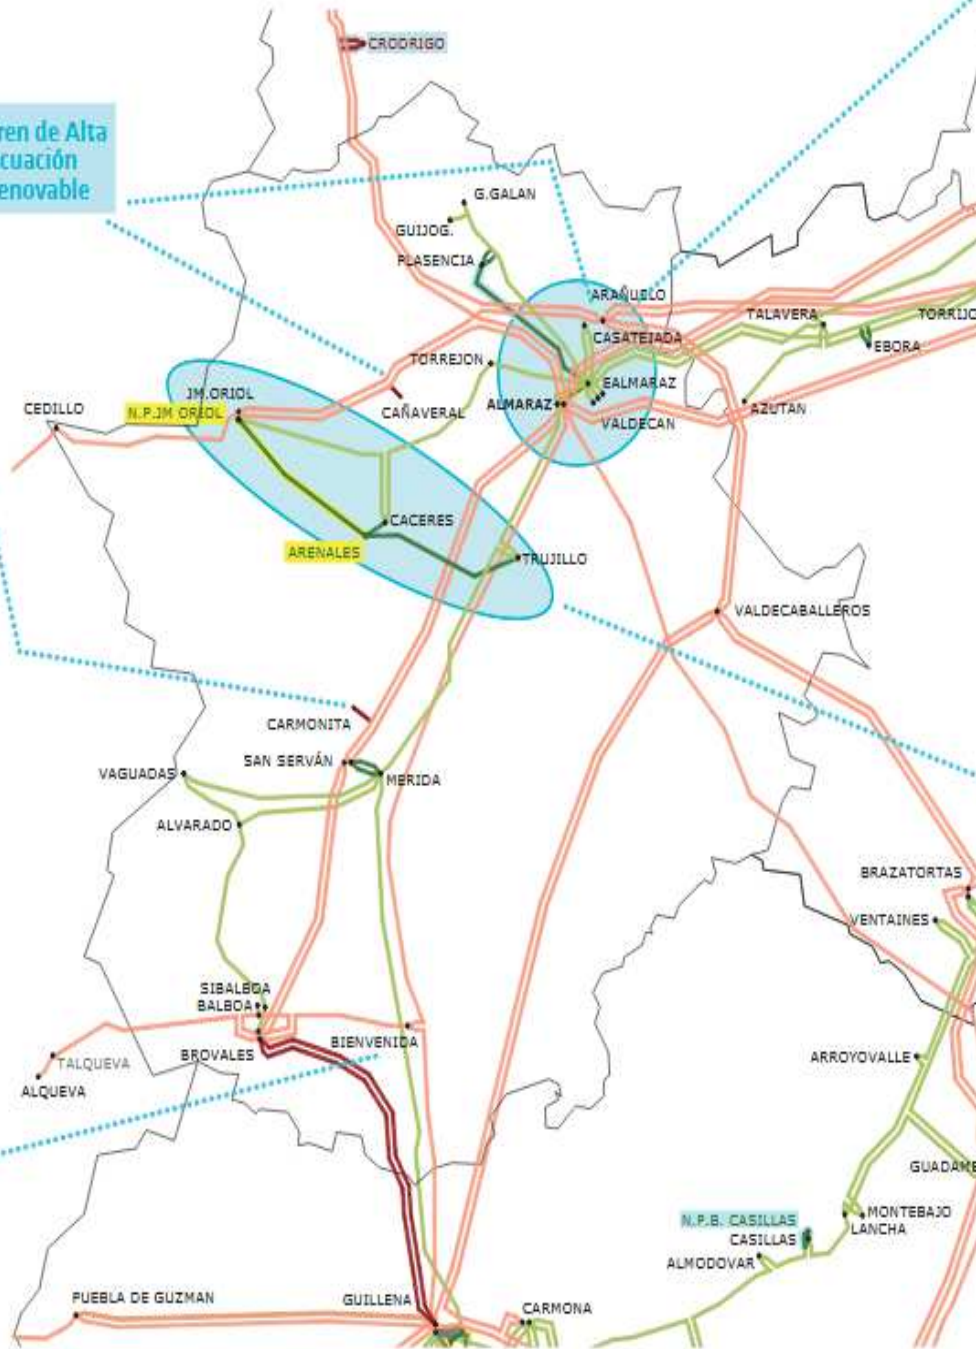 CRODRIGO
ren de Alta
cuación
enovable
G.GALAN
GUIJOG.
PLASENCIA
ARAÑUELO
TALAVERA
TORRIJO
CASATEJADA
EBORA
TORREJON
JM.ORIOL
EALMARAZ
CEDILLO
N.P.JM ORIOL
CAÑAVERAL
ALMARAZ
AZUTAN
VALDECAN
CACERES
ARENALES
TRUJILLO
VALDECABALLEROS
CARMONITA
SAN SERVÁN
VAGUADAS
MERIDA
ALVARADO
BRAZATORTAS
VENTAINES
SIBALBOA
BALBOA
BIENVENIDA
BROVALES
TALQUEVA
ARROYOVALLE
ALQUEVA
GUADAME
N.P.B. CASILLAS
MONTEBAJO
LANCHA
CASILLAS
ALMODOVAR
PUEBLA DE GUZMAN
GUILLENA
CARMONA